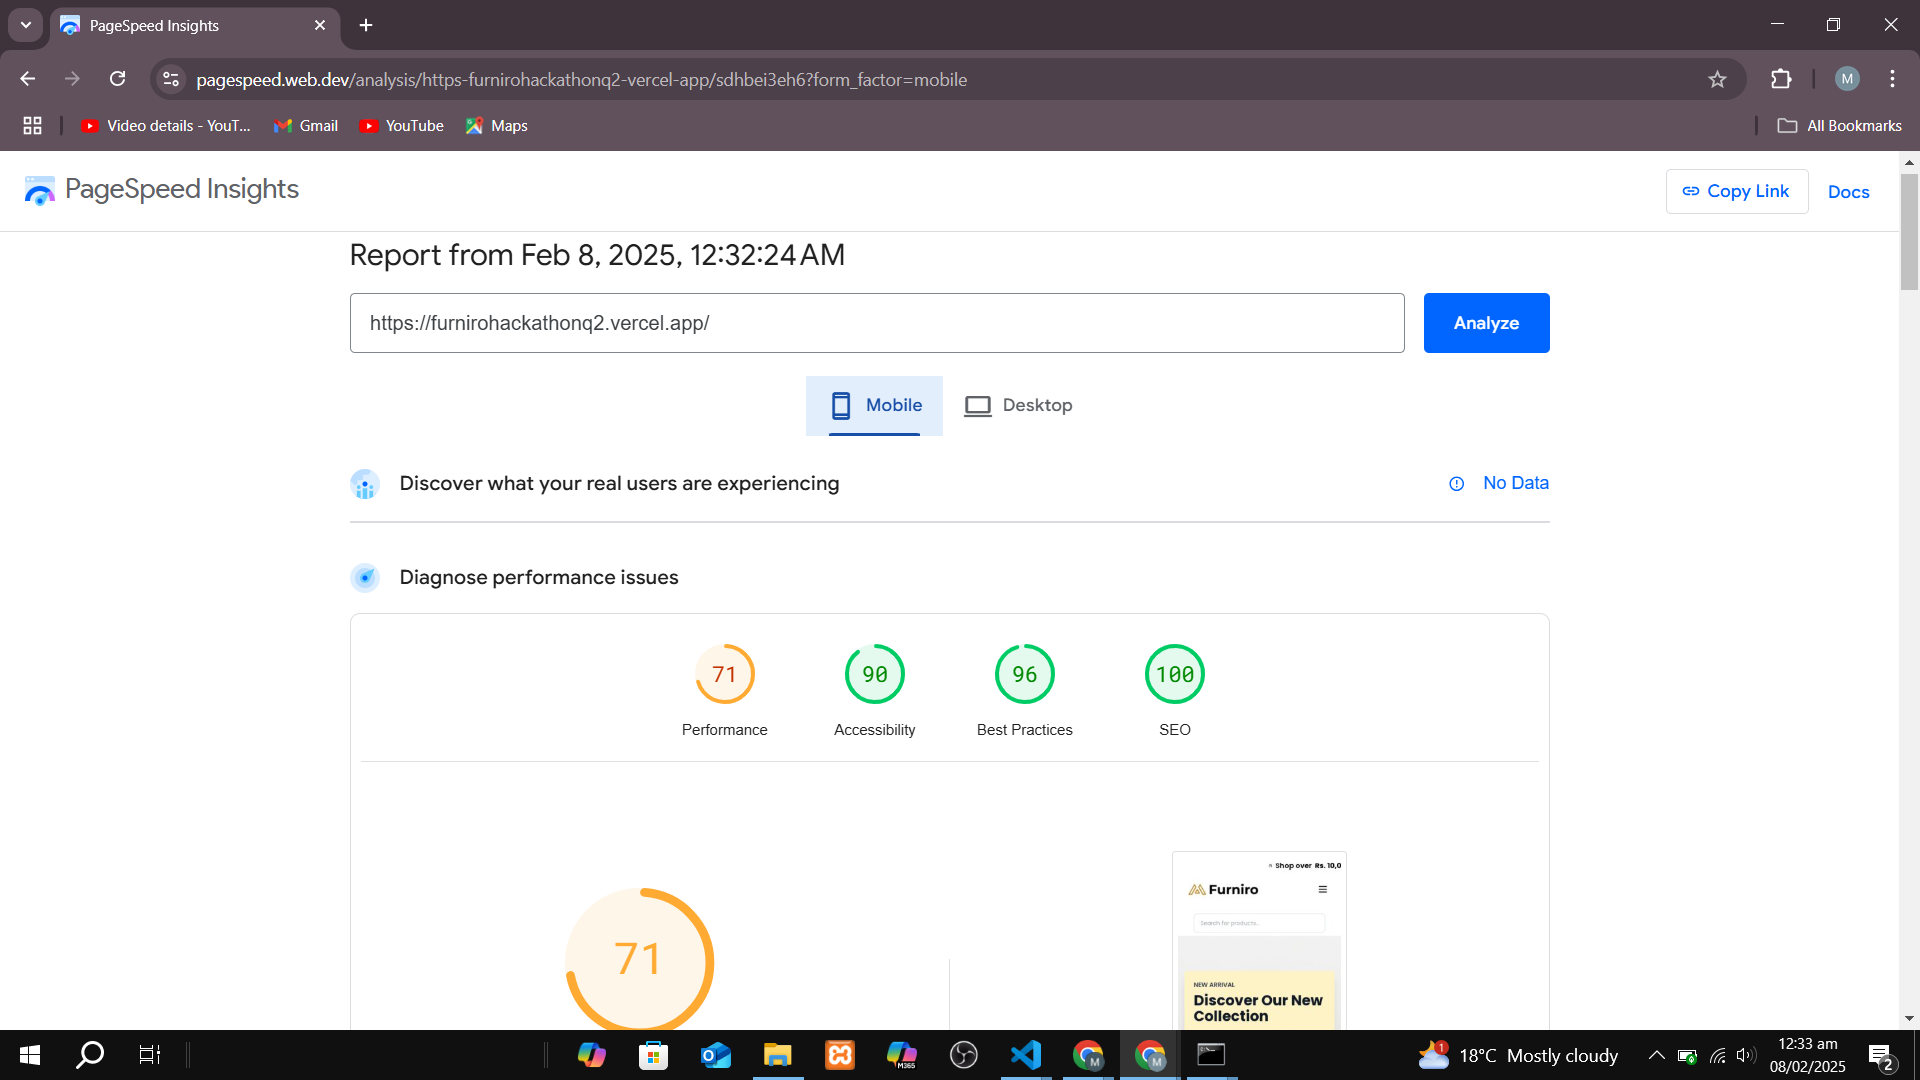 PageSpeed Insights
pagespeed.web.dev/analysis/https-furnirohackathonq2-vercel-app/sdhbei3eh6?form_factor=mobile
M
Video details - YouT...
Gmail
YouTube
Maps
All Bookmarks
PageSpeed Insights
Copy Link
Docs
Report from Feb 8, 2025, 12:32:24 AM
https://furnirohackathonq2.vercel.app/
Analyze
Mobile
Desktop
Discover what your real users are experiencing
No Data
Diagnose performance issues
71
90
96
100
Performance
Accessibility
Best Practices
SEO
71
Shop over Rs. 10,0
Furniro
Search for products..
NEW ARRIVAL
Discover Our New
Collection
M365
M
M
1
18°C Mostly cloudy
12:33 am
08/02/2025
2